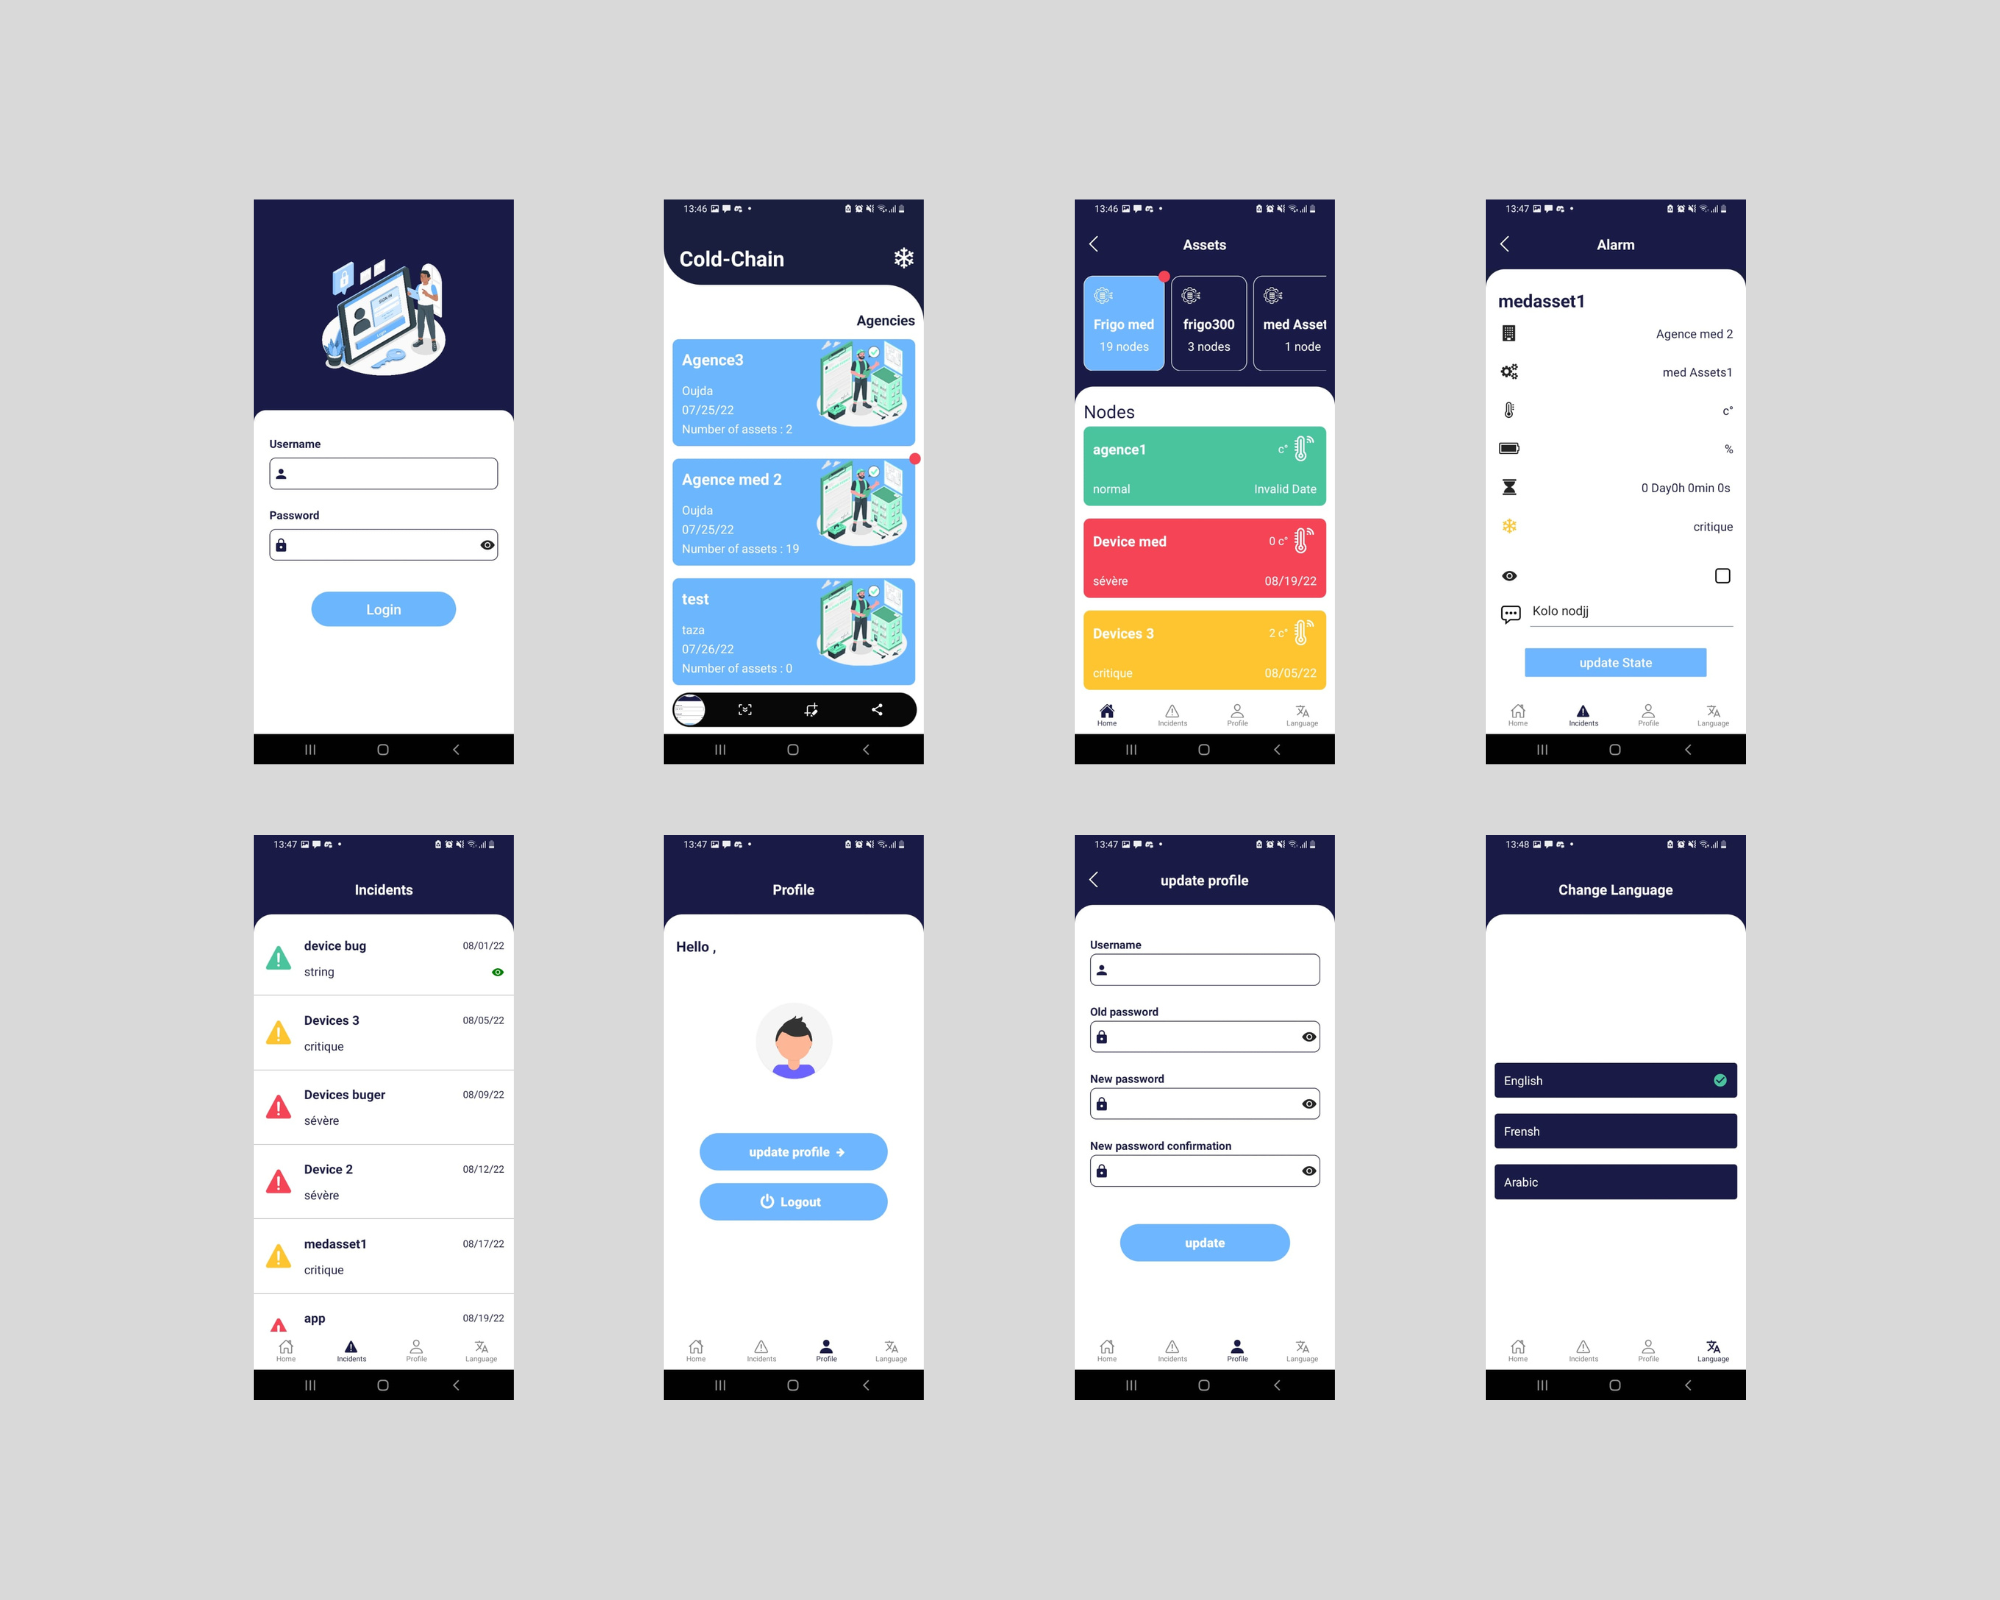 Username
Password
Login
13:46
Cold-Chain
Agencies
Agence3
Oujda
07/25/22
Number of assets : 2
Agence med 2
Oujda
07/25/22
Number of assets : 19
test
taza
07/26/22
Number of assets : 0
13:46
Assets
Frigo med
19 nodes
frigo300
3 nodes
med Asset
1 node
Nodes
agence1
c°
normal
Invalid Date
Device med
0 c°
sévère
08/19/22
Devices 3
2 c°
critique
08/05/22
Home
Incidents
Profile
Language
13:47
Alarm
medasset1
Agence med 2
med Assets1
c°
%
0 Day0h 0min 0s
critique
Kolo nodjj
update State
Home
Incidents
Profile
Language
13:47
Incidents
device bug
08/01/22
string
Devices 3
08/05/22
critique
Devices buger
08/09/22
sévère
Device 2
08/12/22
sévère
medasset1
08/17/22
critique
app
08/19/22
Home
Incidents
Profile
Language
13:47
Profile
Hello ,
update profile
Logout
Home
Incidents
Profile
Language
13:47
update profile
Username
Old password
New password
New password confirmation
update
Home
Incidents
Profile
Language
13:48
Change Language
English
Frensh
Arabic
Home
Incidents
Profile
Language